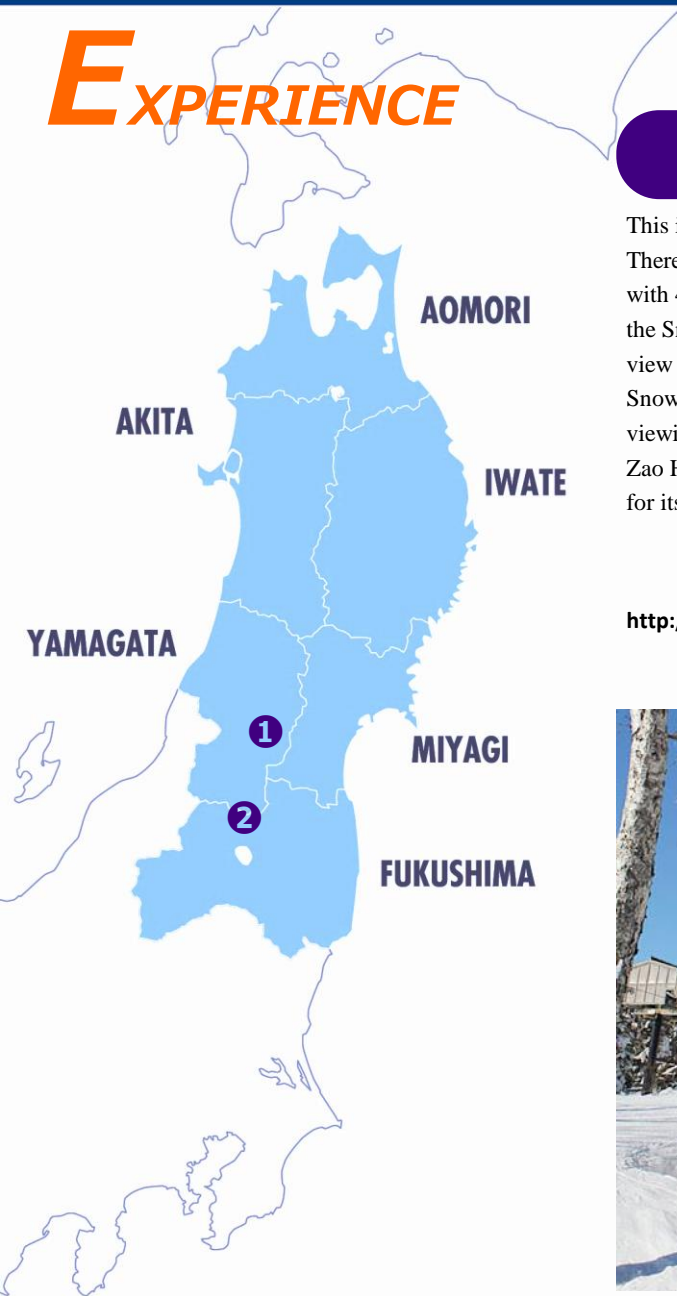 EXPERIENCE
AOMORI
AKITA
IWATE
YAMAGATA
1
MIYAGI
2
FUKUSHIMA
This
There
with
the
view
Snow
Zao
for its
http:/